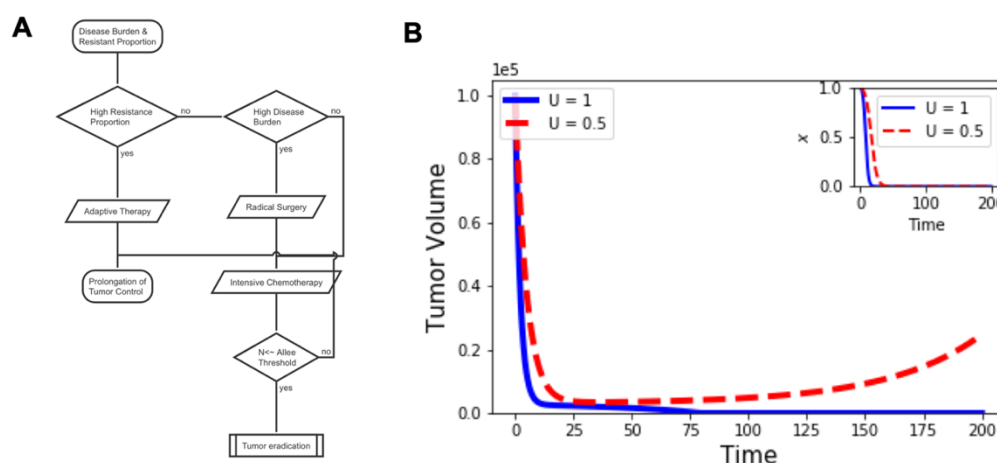 A
Disease Burden &
Resistant Proportion
High Resistance
Proportion
no
yes
High Disease
Burden
no
yes
Adaptive Therapy
Radical Surgery
Prolongation of
Tumor Control
Intensive Chemotherapy
N<~ Allee
Threshold
no
yes
Tumor eradication
B
1e5
Tumor Volume
1.0
0.8
0.6
0.4
0.2
0.0
U = 1
U = 0.5
x
1.0
0.5
0.0
U = 1
U = 0.5
0
100
200
Time
0
25
50
75
100
125
150
175
200
Time